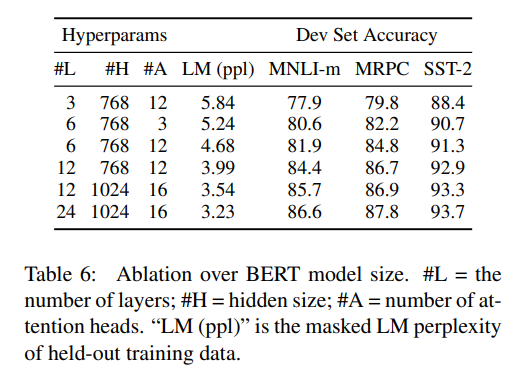 Hyperparams Dev Set Accuracy
#L #H #A LM (ppl) MNLI-m MRPC SST-2
3 768 12 5.84 77.9 79.8 88.4
6 768 3 5.24 80.6 82.2 90.7
6 768 12 4.68 81.9 84.8 91.3
12 768 12 3.99 84.4 86.7 92.9
12 1024 16 3.54 85.7 86.9 93.3
24 1024 16 3.23 86.6 87.8 93.7
Table 6: Ablation over BERT model size. #L = the
number of layers; #H = hidden size; #A = number of at-
tention heads. “LM (ppl)” is the masked LM perplexity
of held-out training data.